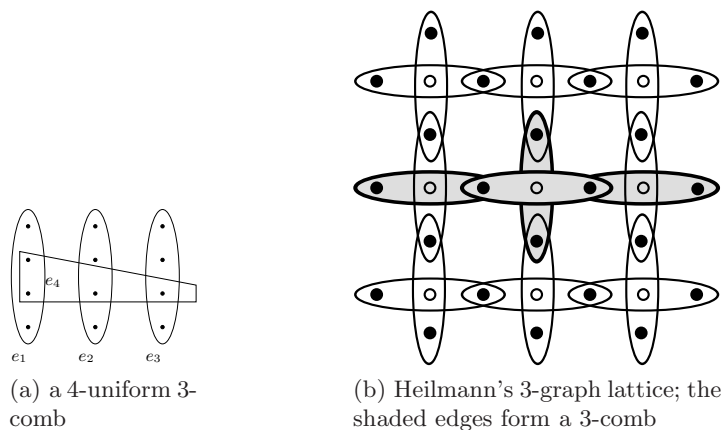 e4
e1 e2 e3
(a) a 4-uniform 3-
comb
(b) Heilmann's 3-graph lattice; the
shaded edges form a 3-comb